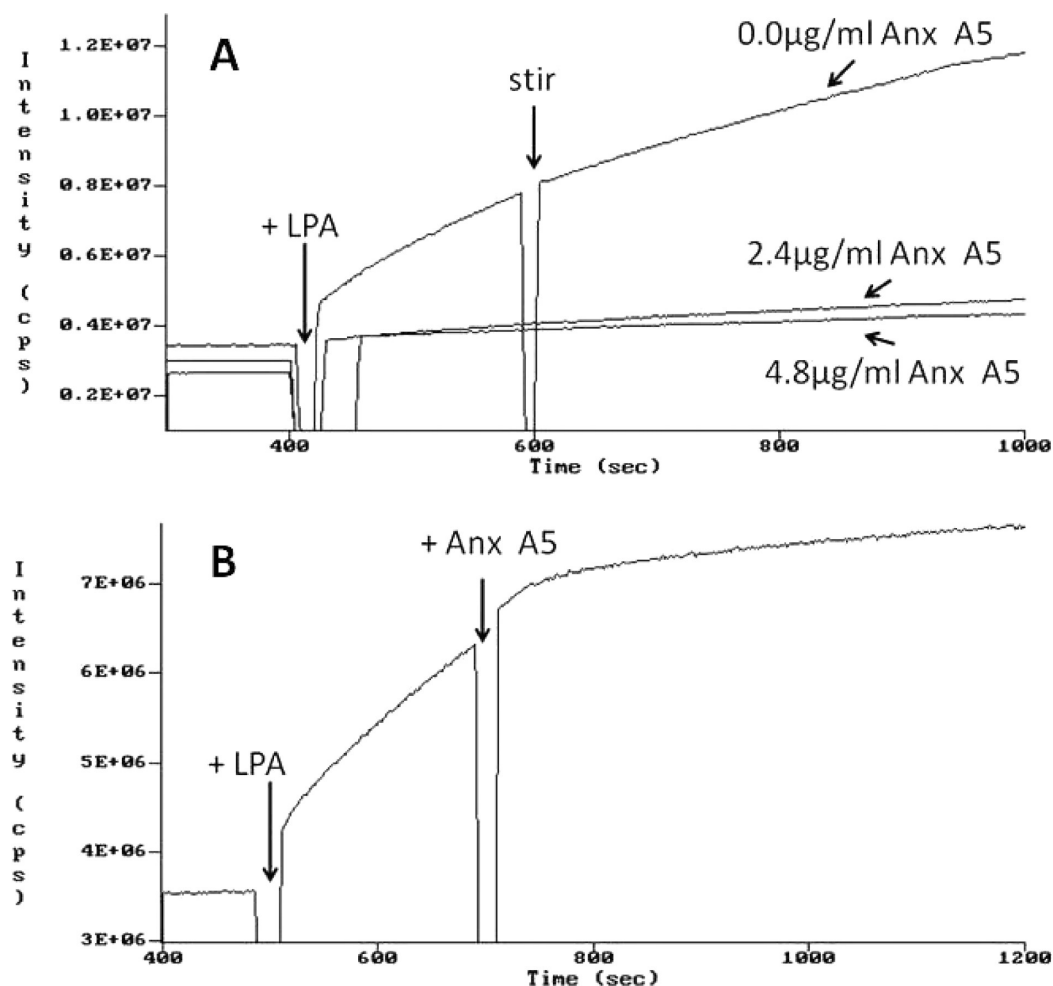 A
Intensity (cps)
1.2E+07
1.0E+07
0.8E+07
0.6E+07
0.4E+07
0.2E+07
0.0µg/ml Anx A5
stir
+ LPA
2.4µg/ml Anx A5
4.8µg/ml Anx A5
400
600
800
1000
Time (sec)
B
Intensity (cps)
7E+06
6E+06
5E+06
4E+06
3E+06
+ Anx A5
+ LPA
400
600
800
1000
1200
Time (sec)